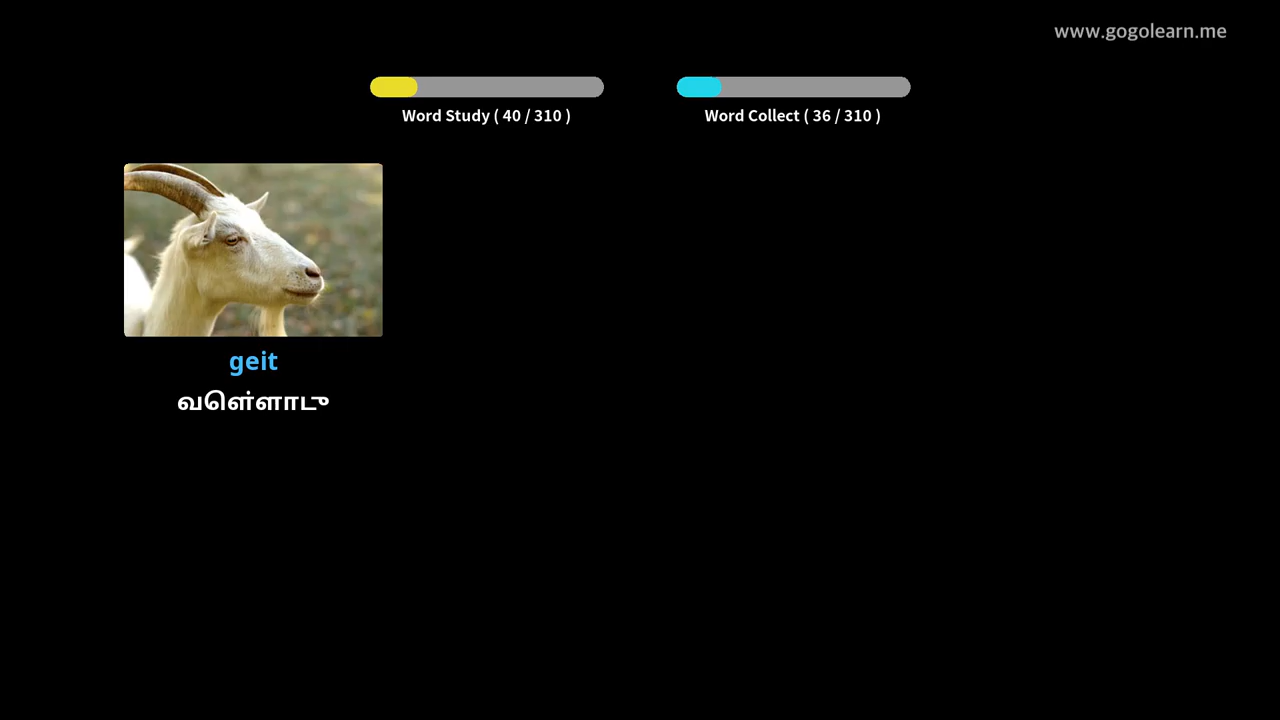 www.gogolearn.me
Word Study ( 40 / 310 )
Word Collect ( 36 / 310 )
geit
வெள்ளாடு